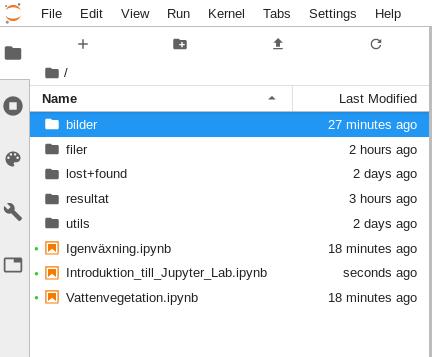 File Edit View Run Kernel Tabs Settings Help
/
Name Last Modified
bilder 27 minutes ago
filer 2 hours ago
lost+found 2 days ago
resultat 3 hours ago
utils 2 days ago
Igenväxning.ipynb 18 minutes ago
Introduktion_till_Jupyter_Lab.ipynb seconds ago
Vattenvegetation.ipynb 18 minutes ago